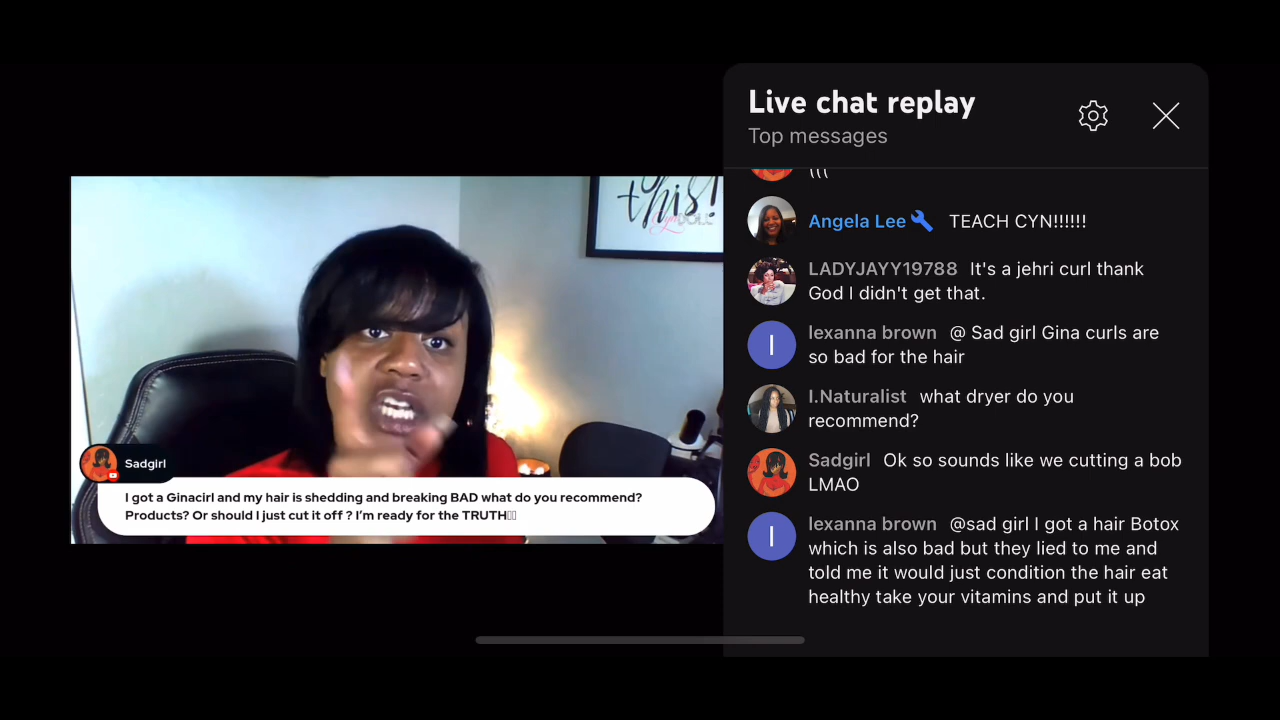 this!
Sadgirl
I got a Ginacirl and my hair is shedding and breaking BAD what do you recommend?
Products? Or should I just cut it off ? I'm ready for the TRUTH
Live chat replay
Top messages
(((
Angela Lee TEACH CYN!!!!!!
LADYJAYY19788 It's a jehri curl thank
God I didn't get that.
I
lexanna brown @ Sad girl Gina curls are
so bad for the hair
I.Naturalist what dryer do you
recommend?
Sadgirl Ok so sounds like we cutting a bob
LMAO
I
lexanna brown @sad girl I got a hair Botox
which is also bad but they lied to me and
told me it would just condition the hair eat
healthy take your vitamins and put it up